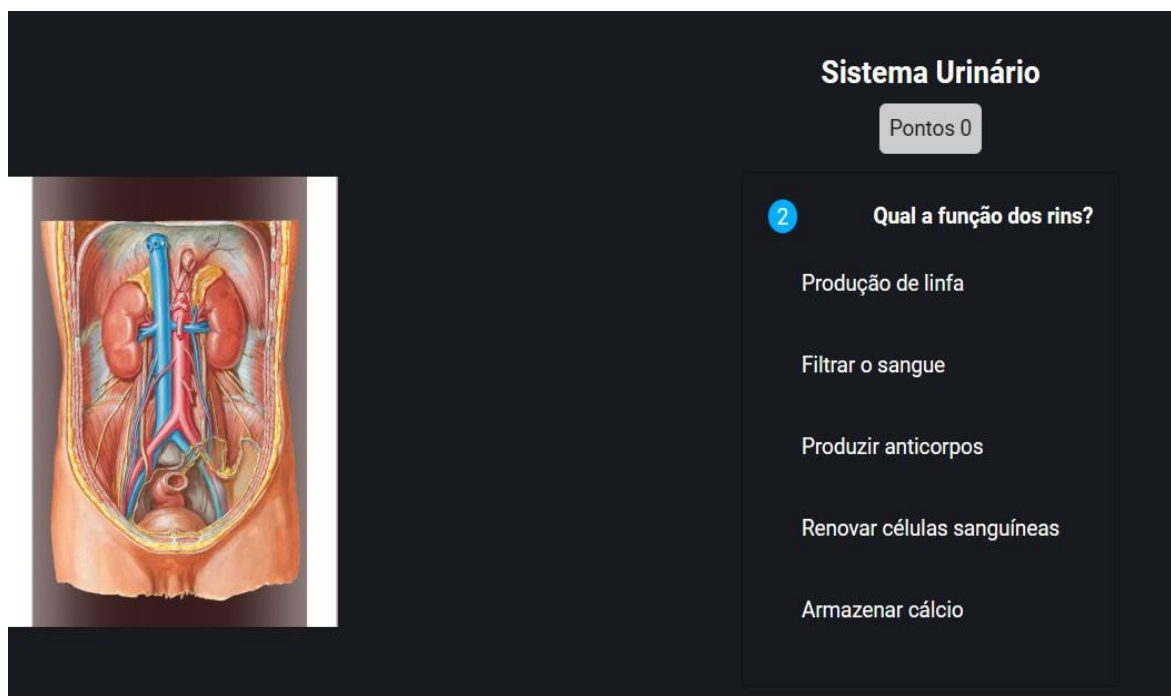 Sistema Urinário
Pontos 0
2
Qual a função dos rins?
Produção de linfa
Filtrar o sangue
Produzir anticorpos
Renovar células sanguíneas
Armazenar cálcio